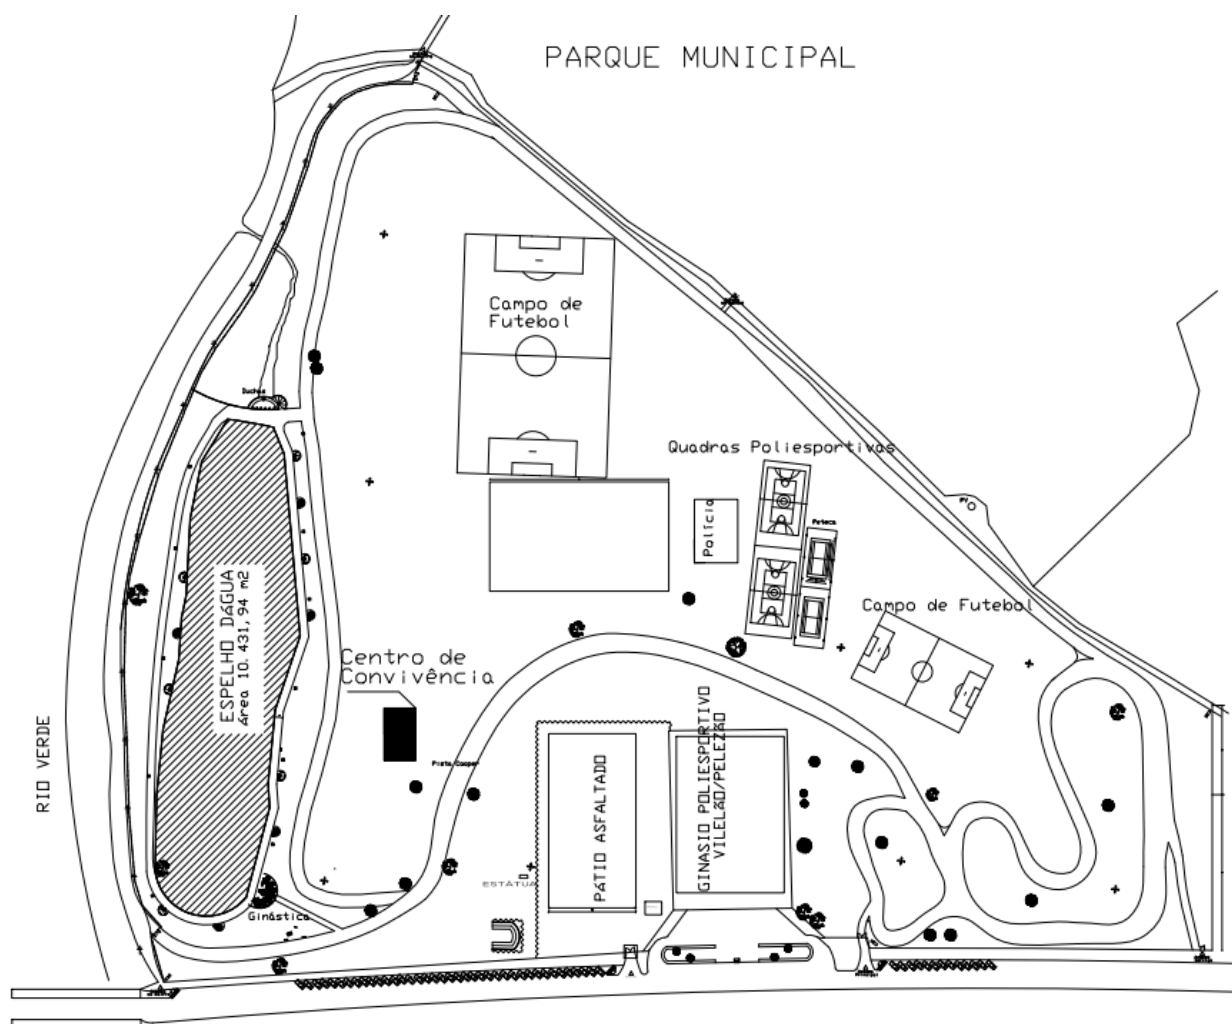 PARQUE MUNICIPAL
Campo de
Futebol
Duchas
Quadras Poliesportivas
Polícia
Peteca
PV
Campo de Futebol
ESPELHO DÁGUA
Área 10. 431, 94 m2
Centro de
Convivência
RIO VERDE
Pista Cooper
PÁTIO ASFALTADO
GINASIO POLIESPORTIVO
VILELÃO/PELEZÃO
ESTÁTUA
Ginástica